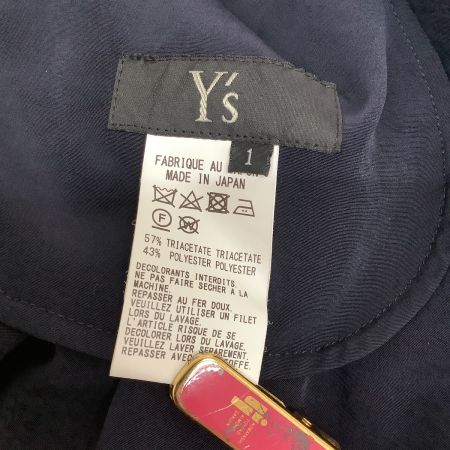 Y's
1
FABRIQUE AU
MADE IN JAPAN
57% TRIACETATE TRIACETATE
43% POLYESTER POLYESTER
DECOLORANTS INTERDITS.
NE PAS FAIRE SÉCHER À LA
MACHINE.
REPASSER AU FER DOUX.
VEUILLEZ UTILISER UN FILET
LORS DU LAVAGE.
L'ARTICLE RISQUE DE SE
DECOLORER LORS DU LAVAGE.
VEUILLEZ LAVER SEPAREMENT.
REPASSER AVEC